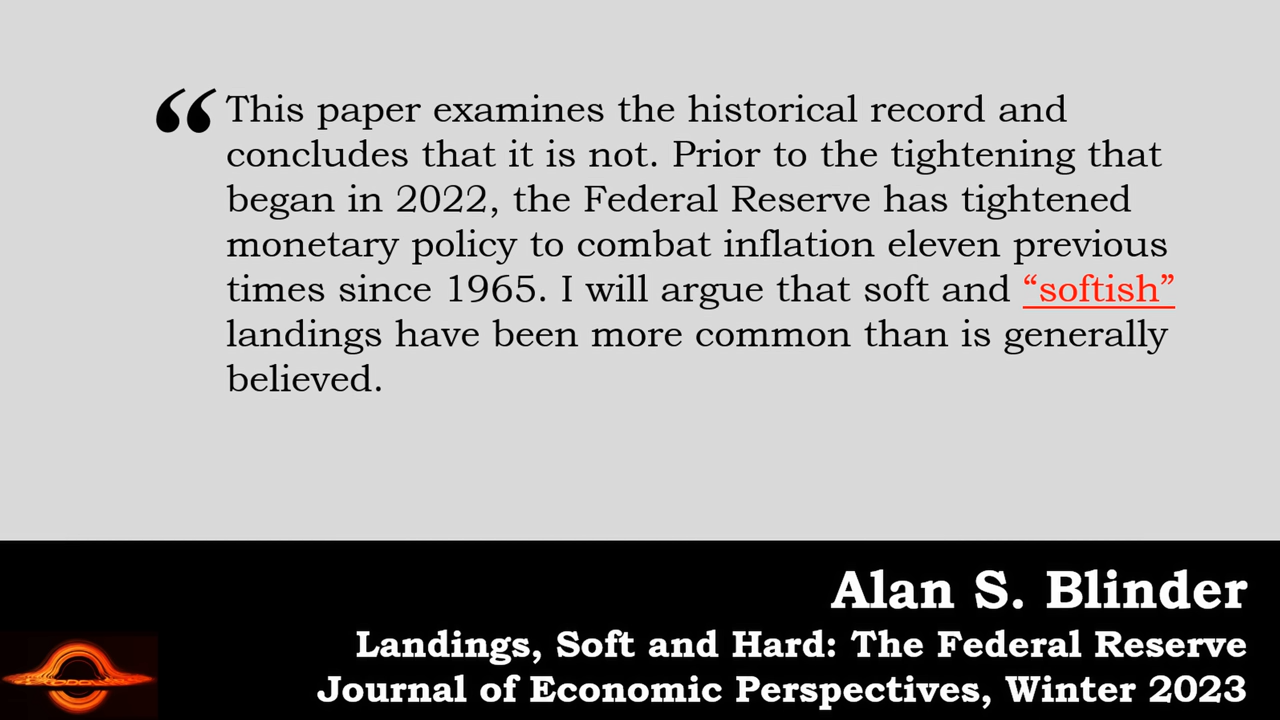 “This paper examines the historical record and
concludes that it is not. Prior to the tightening that
began in 2022, the Federal Reserve has tightened
monetary policy to combat inflation eleven previous
times since 1965. I will argue that soft and “softish”
landings have been more common than is generally
believed.
Alan S. Blinder
Landings, Soft and Hard: The Federal Reserve
Journal of Economic Perspectives, Winter 2023